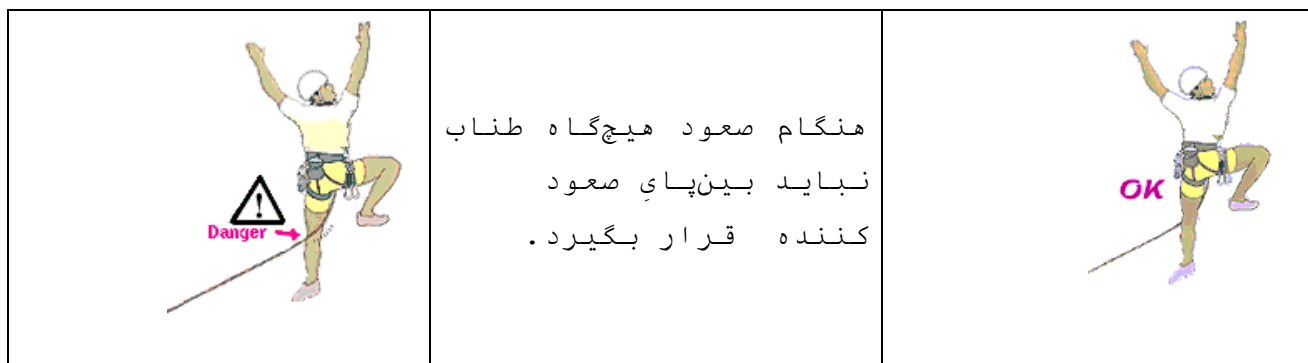 هنگام صعود هیچگاه طناب
نباید بین‌پایِ صعود
کننده قرار بگیرد.
OK
Danger